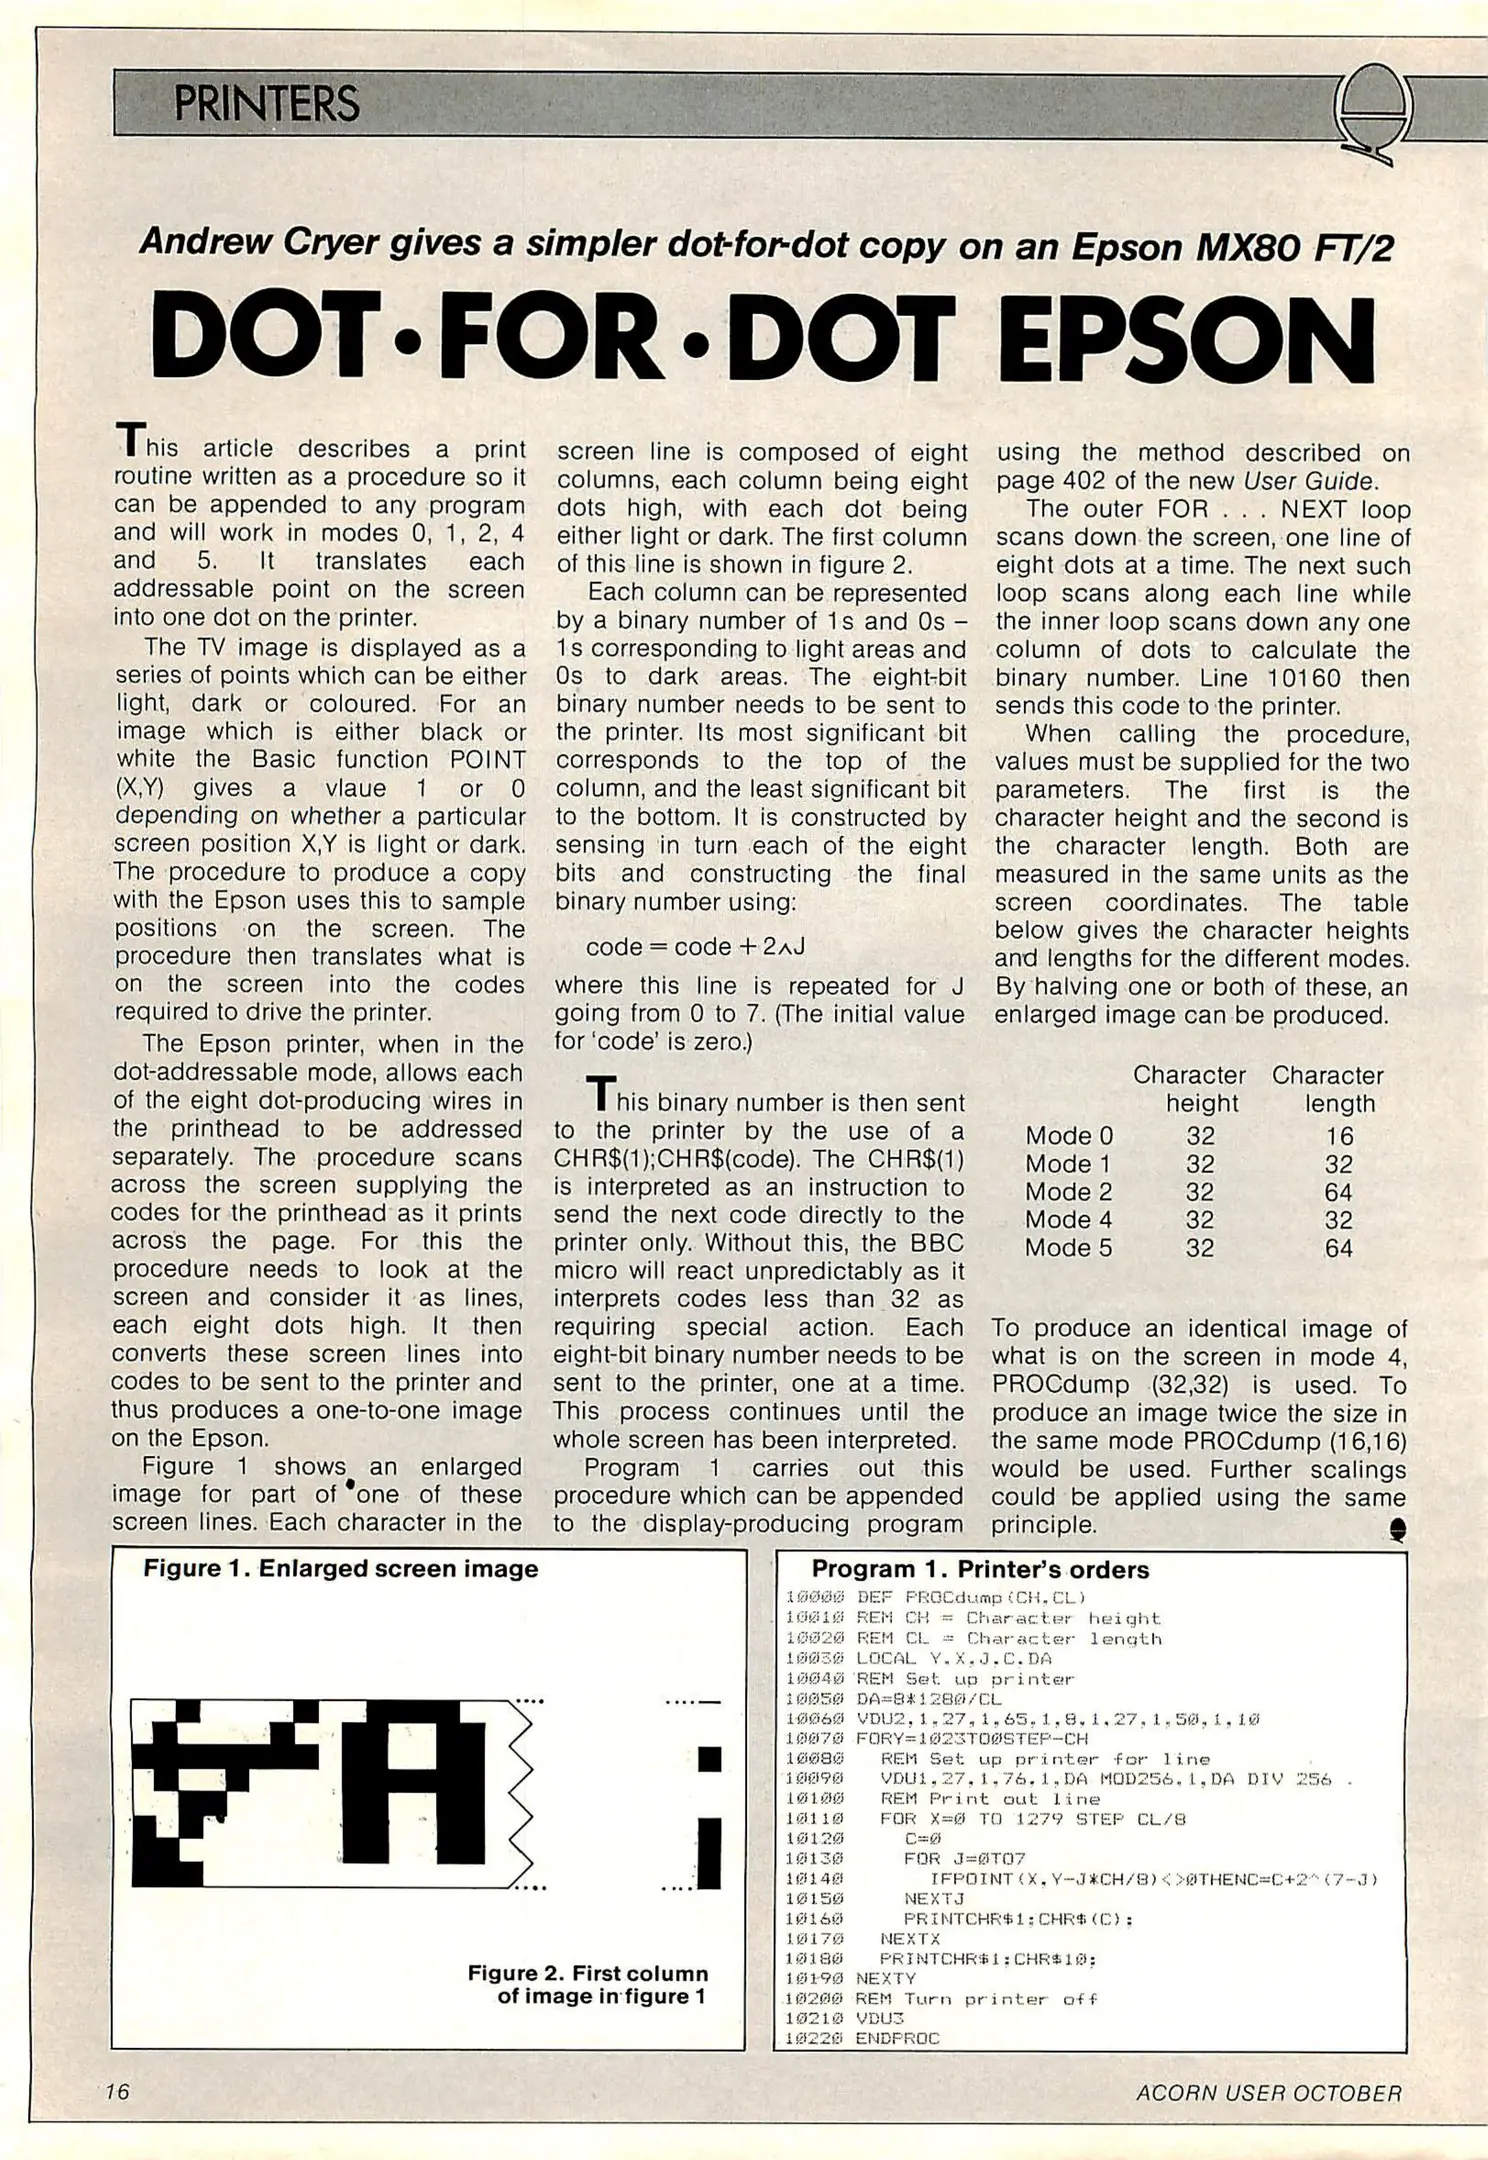 PRINTERS
Andrew Cryer gives a simpler dot-for-dot copy on an Epson MX80 FT/2
DOT·FOR·DOT EPSON
This article describes a print
routine written as a procedure so it
can be appended to any program
and will work in modes 0, 1, 2, 4
and 5. It translates each
addressable point on the screen
into one dot on the printer.
The TV image is displayed as a
series of points which can be either
light, dark or coloured. For an
image which is either black or
white the Basic function POINT
(X,Y) gives a vlaue 1 or 0
depending on whether a particular
screen position X,Y is light or dark.
The procedure to produce a copy
with the Epson uses this to sample
positions on the screen. The
procedure then translates what is
on the screen into the codes
required to drive the printer.
The Epson printer, when in the
dot-addressable mode, allows each
of the eight dot-producing wires in
the printhead to be addressed
separately. The procedure scans
across the screen supplying the
codes for the printhead as it prints
across the page. For this the
procedure needs to look at the
screen and consider it as lines,
each eight dots high. It then
converts these screen lines into
codes to be sent to the printer and
thus produces a one-to-one image
on the Epson.
Figure 1 shows an enlarged
image for part of one of these
screen lines. Each character in the
screen line is composed of eight
columns, each column being eight
dots high, with each dot being
either light or dark. The first column
of this line is shown in figure 2.
Each column can be represented
by a binary number of 1s and 0s –
1s corresponding to light areas and
0s to dark areas. The eight-bit
binary number needs to be sent to
the printer. Its most significant bit
corresponds to the top of the
column, and the least significant bit
to the bottom. It is constructed by
sensing in turn each of the eight
bits and constructing the final
binary number using:
code = code + 2^J
where this line is repeated for J
going from 0 to 7. (The initial value
for 'code' is zero.)
This binary number is then sent
to the printer by the use of a
CHR$(1);CHR$(code). The CHR$(1)
is interpreted as an instruction to
send the next code directly to the
printer only. Without this, the BBC
micro will react unpredictably as it
interprets codes less than 32 as
requiring special action. Each
eight-bit binary number needs to be
sent to the printer, one at a time.
This process continues until the
whole screen has been interpreted.
Program 1 carries out this
procedure which can be appended
to the display-producing program
using the method described on
page 402 of the new User Guide.
The outer FOR . . . NEXT loop
scans down the screen, one line of
eight dots at a time. The next such
loop scans along each line while
the inner loop scans down any one
column of dots to calculate the
binary number. Line 10160 then
sends this code to the printer.
When calling the procedure,
values must be supplied for the two
parameters. The first is the
character height and the second is
the character length. Both are
measured in the same units as the
screen coordinates. The table
below gives the character heights
and lengths for the different modes.
By halving one or both of these, an
enlarged image can be produced.
Character Character
height length
Mode 0 32 16
Mode 1 32 32
Mode 2 32 64
Mode 4 32 32
Mode 5 32 64
To produce an identical image of
what is on the screen in mode 4,
PROCdump (32,32) is used. To
produce an image twice the size in
the same mode PROCdump (16,16)
would be used. Further scalings
could be applied using the same
principle.
Figure 1. Enlarged screen image
A
Figure 2. First column
of image in figure 1
Program 1. Printer's orders
10000 DEF PROCdump(CH,CL)
10010 REM CH = Character height
10020 REM CL = Character length
10030 LOCAL Y,X,J,C,DA
10040 REM Set up printer
10050 DA=8*1280/CL
10060 VDU2,1,27,1,65,1,8,1,27,1,50,1,10
10070 FORY=1023TO0STEP-CH
10080 REM Set up printer for line
10090 VDU1,27,1,76,1,DA MOD256,1,DA DIV 256
10100 REM Print out line
10110 FOR X=0 TO 1279 STEP CL/8
10120 C=0
10130 FOR J=0TO7
10140 IFPOINT(X,Y-J*CH/8)<>0THENC=C+2^(7-J)
10150 NEXTJ
10160 PRINTCHR$1;CHR$(C);
10170 NEXTX
10180 PRINTCHR$1;CHR$10;
10190 NEXTY
10200 REM Turn printer off
10210 VDU3
10220 ENDPROC
16
ACORN USER OCTOBER